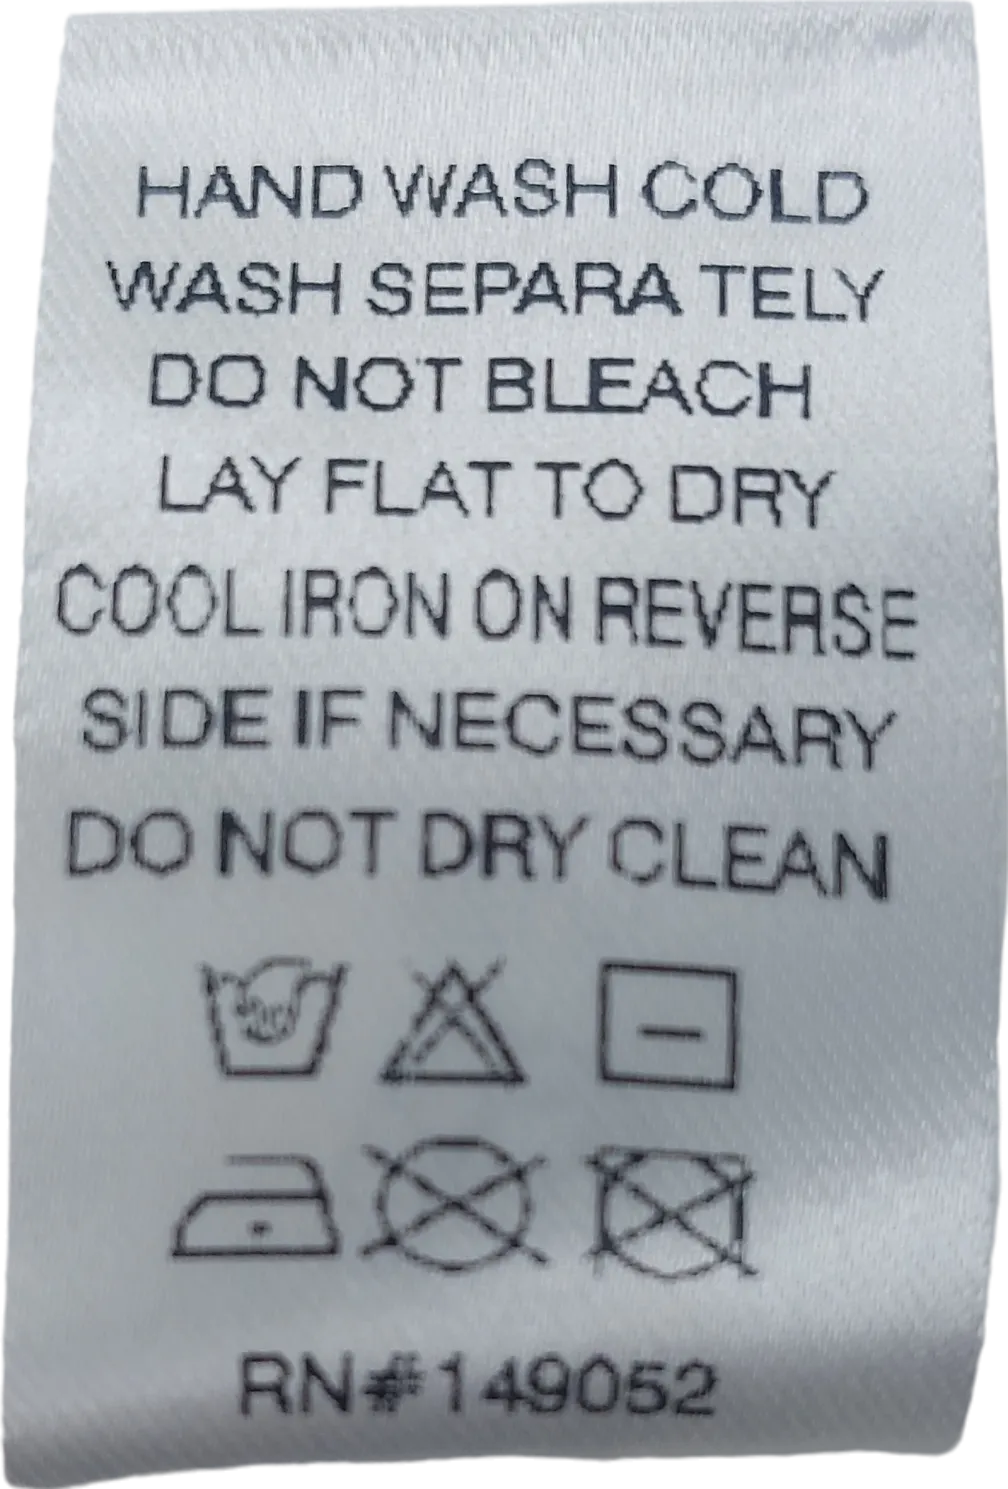 HAND WASH COLD
WASH SEPARA TELY
DO NOT BLEACH
LAY FLAT TO DRY
COOL IRON ON REVERSE
SIDE IF NECESSARY
DO NOT DRY CLEAN
RN#149052